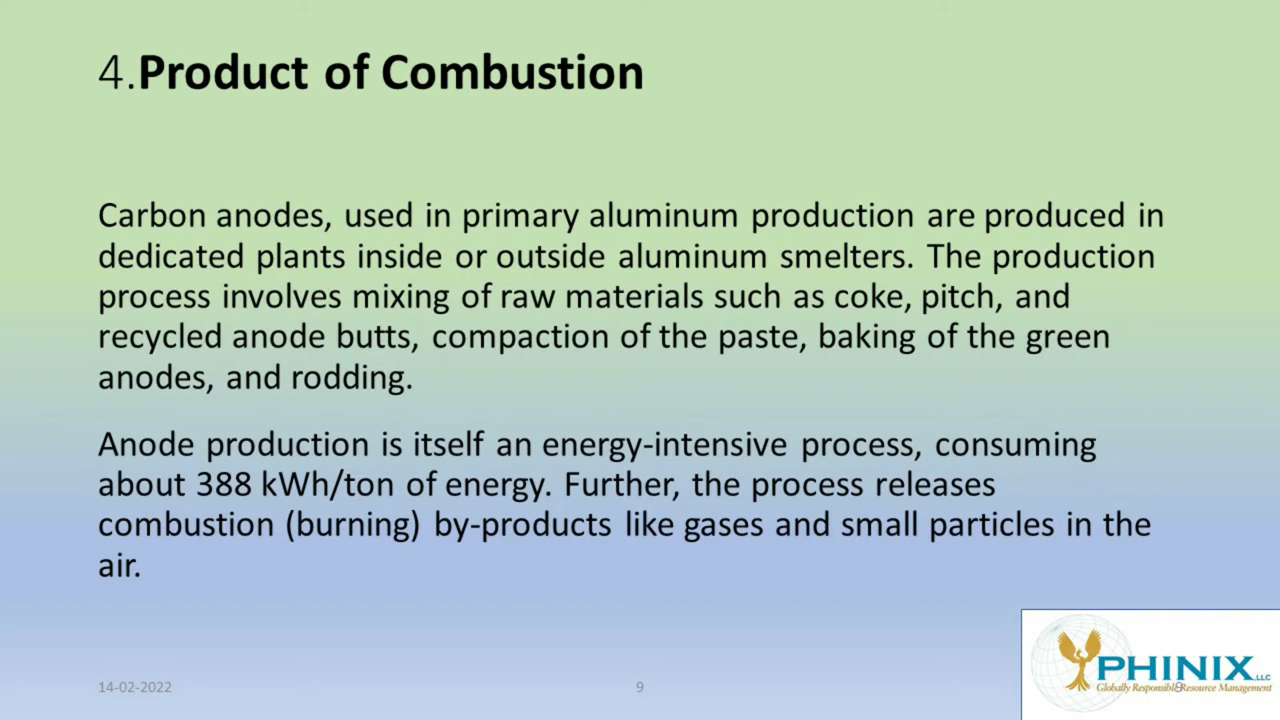 4.Product of Combustion
Carbon anodes, used in primary aluminum production are produced in
dedicated plants inside or outside aluminum smelters. The production
process involves mixing of raw materials such as coke, pitch, and
recycled anode butts, compaction of the paste, baking of the green
anodes, and rodding.
Anode production is itself an energy-intensive process, consuming
about 388 kWh/ton of energy. Further, the process releases
combustion (burning) by-products like gases and small particles in the
air.
14-02-2022
9
PHINIX,LLC
Globally Responsible Resource Management
9